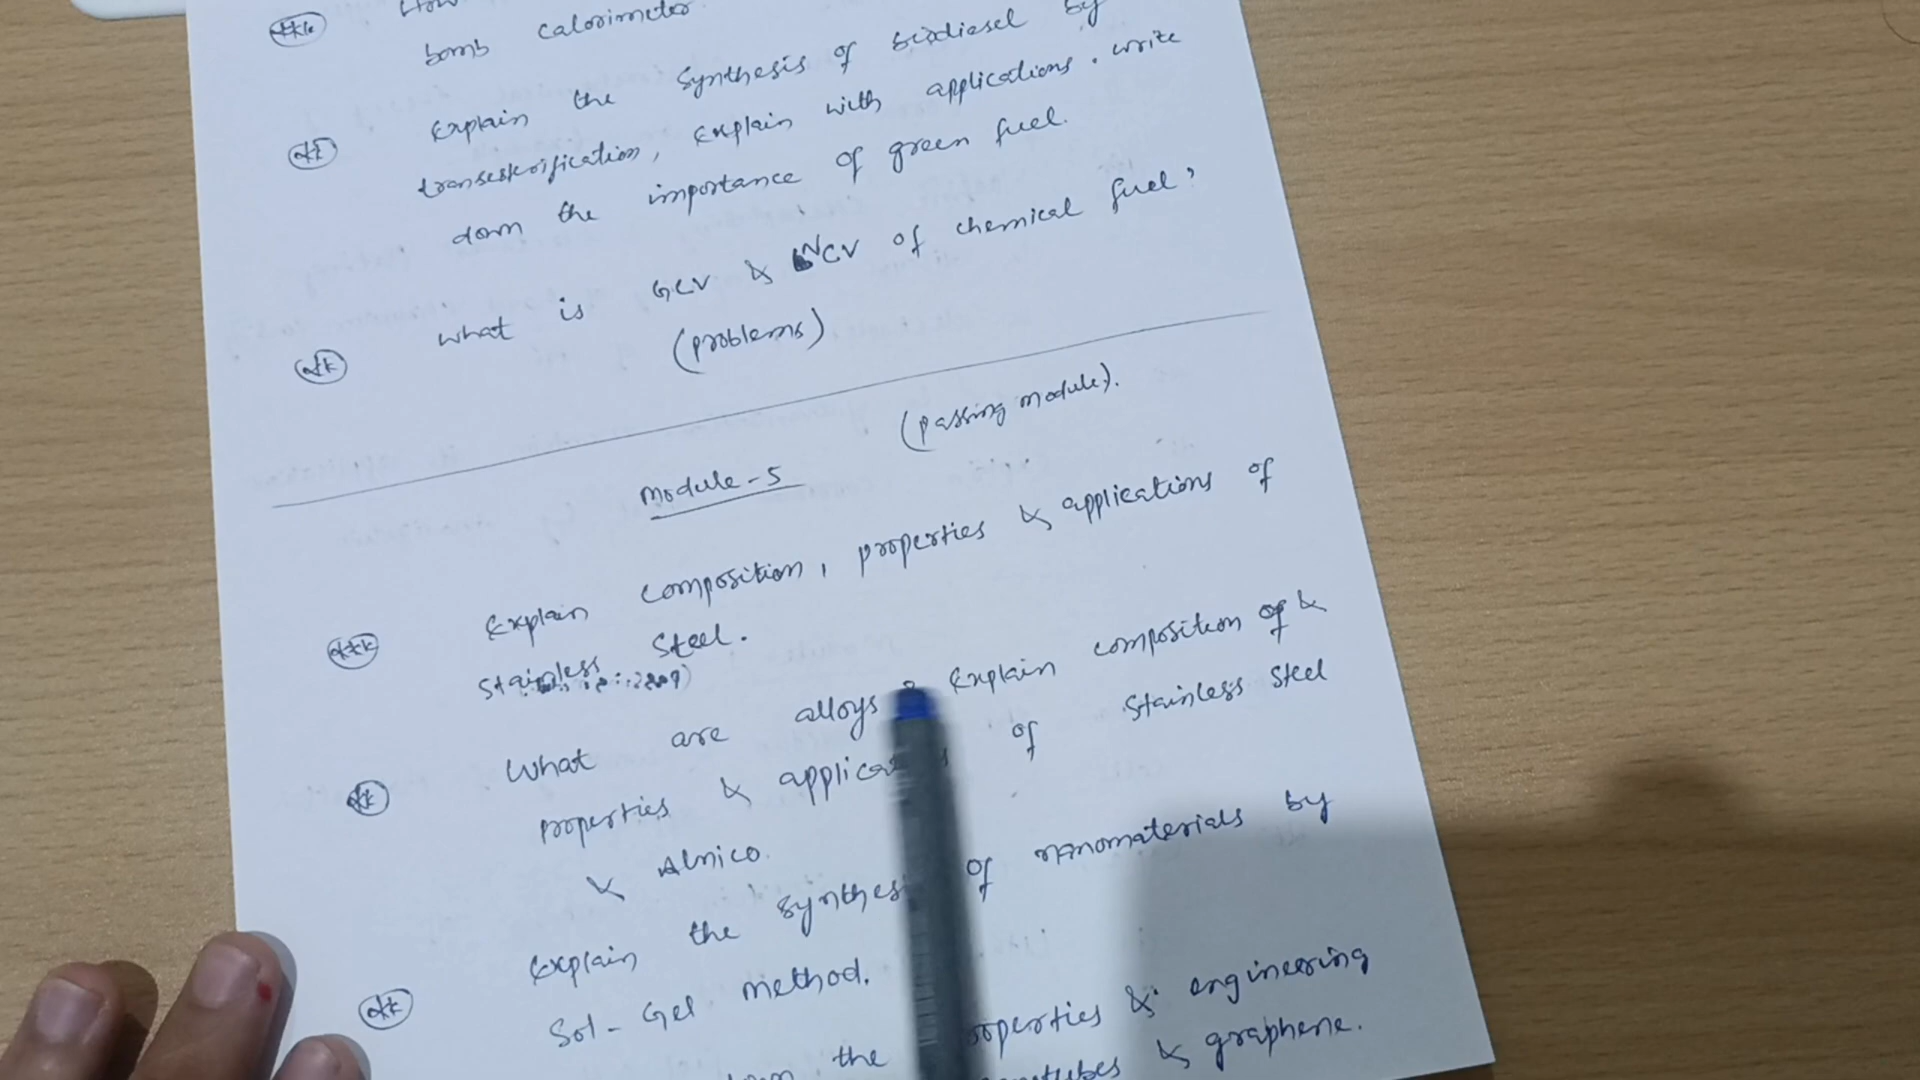 How
bomb calorimeter
Explain the synthesis of biodiesel by
transesterification, Explain with applications. write
down the importance of green fuel.
what is GCV & NCV of chemical fuel?
(problems)
(passing module).
Module-5
Explain composition, properties & applications of
stainless steel.
What are alloys? Explain composition of &
properties & of stainless steel
& Alnico.
Explain the of nanomaterials by
Sol-Gel method.
the & engineering
& graphene.